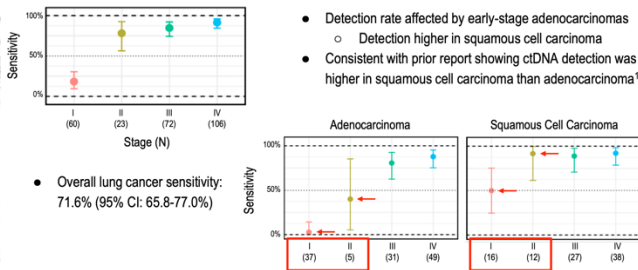 100%
50%
0%
Sensitivity
I
II
III
IV
(60)
(23)
(72)
(106)
Stage (N)
● Overall lung cancer sensitivity:
71.6% (95% CI: 65.8-77.0%)
● Detection rate affected by early-stage adenocarcinomas
○ Detection higher in squamous cell carcinoma
● Consistent with prior report showing ctDNA detection was
higher in squamous cell carcinoma than adenocarcinoma¹
Adenocarcinoma
Squamous Cell Carcinoma
100%
50%
0%
Sensitivity
I
II
III
IV
(37)
(5)
(31)
(49)
100%
50%
0%
I
II
III
IV
(16)
(12)
(27)
(38)